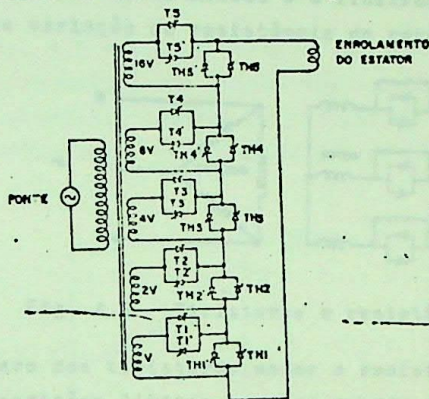 T5
T5'
16V
TH5'
TH5
ENROLAMENTO
DO ESTATOR
T4
T4'
8V
TH4'
TH4
PONTE
T3
T3'
4V
TH3'
TH3
T2
T2'
2V
TH2'
TH2
T1
T1'
V
TH1'
TH1